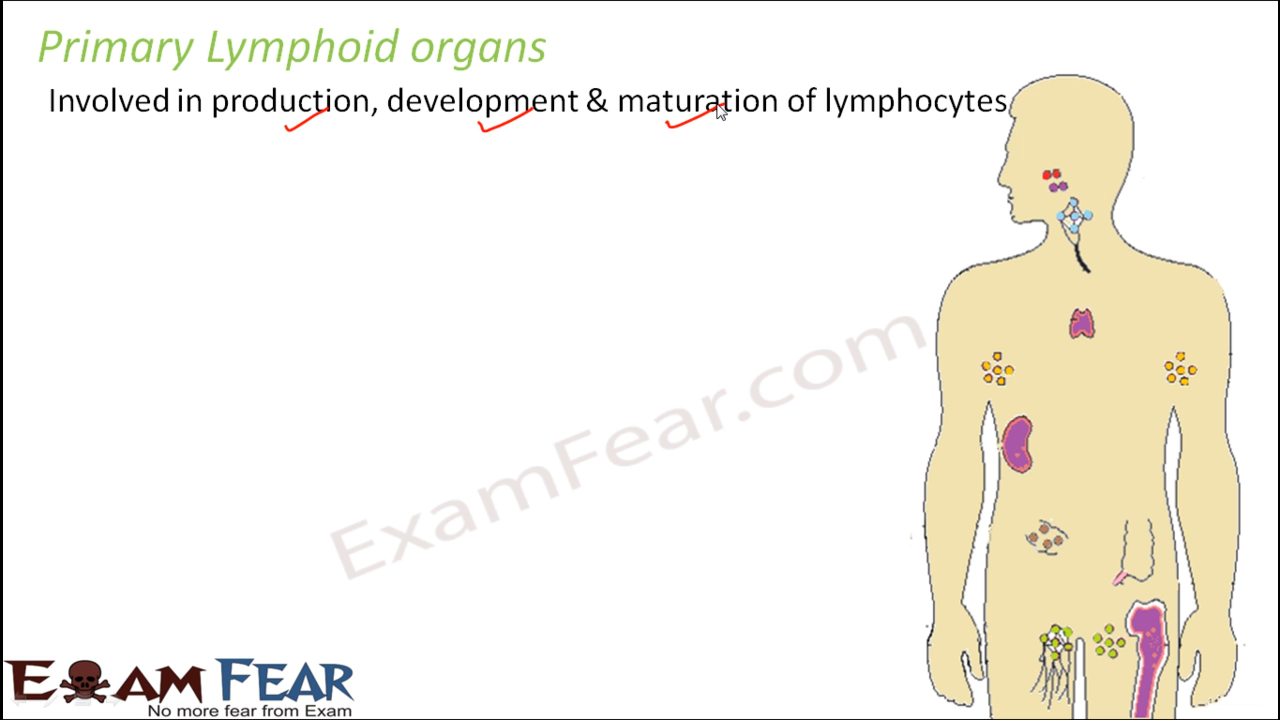 Primary Lymphoid organs
Involved in production, development & maturation of lymphocytes
ExamFear.com
EXAM FEAR
No more fear from Exam